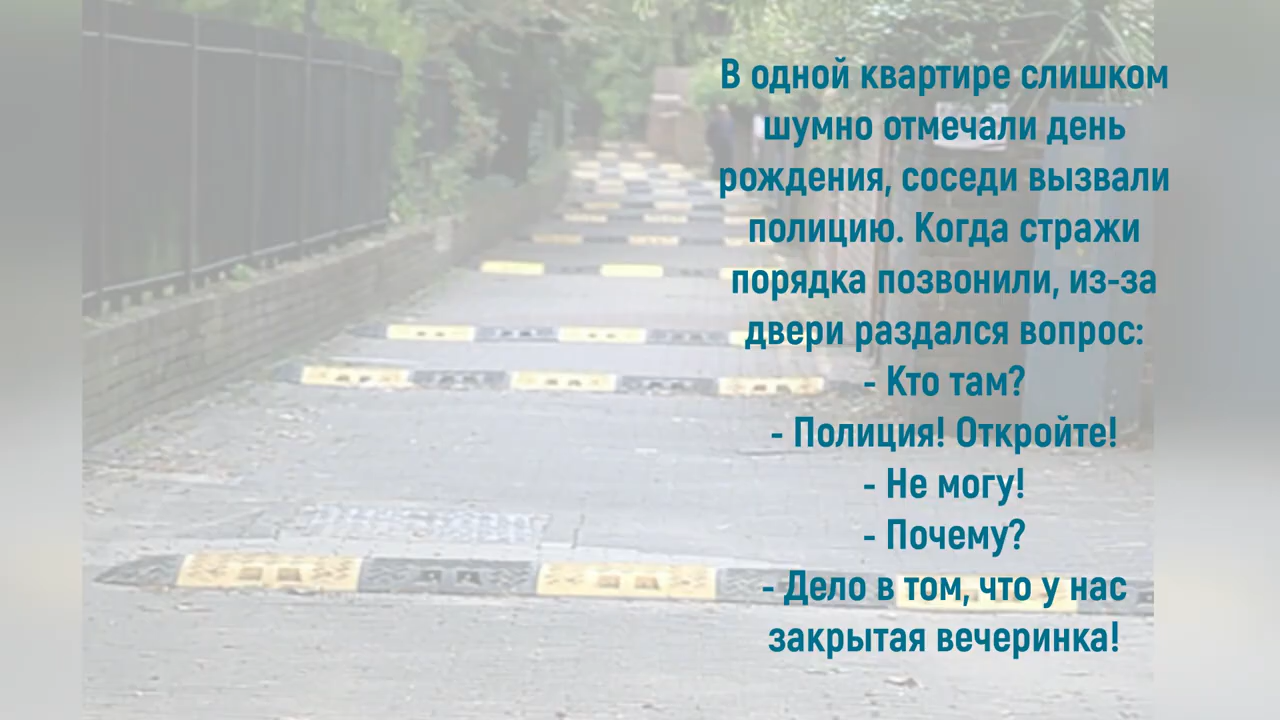 В одной квартире слишком
шумно отмечали день
рождения, соседи вызвали
полицию. Когда стражи
порядка позвонили, из-за
двери раздался вопрос:
- Кто там?
- Полиция! Откройте!
- Не могу!
- Почему?
- Дело в том, что у нас
закрытая вечеринка!